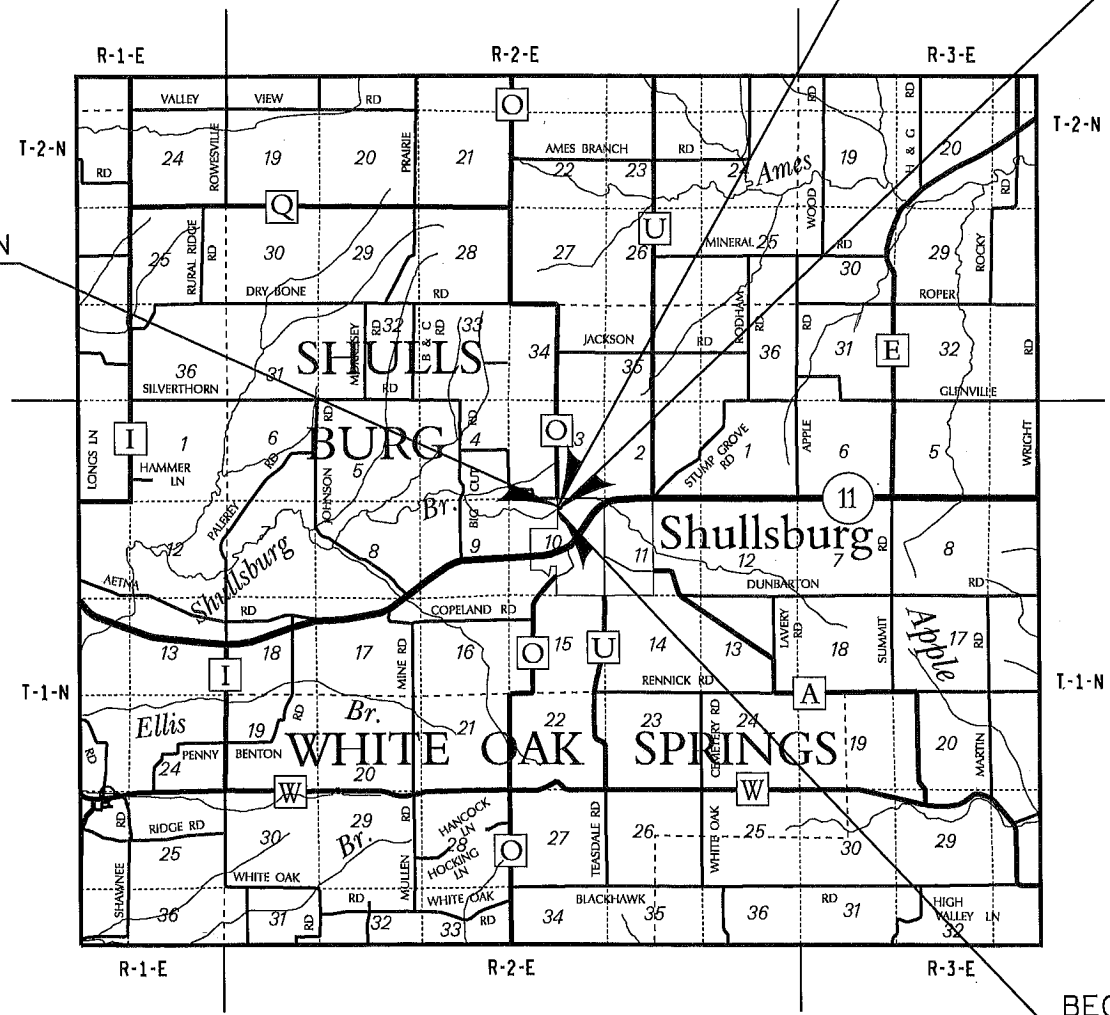 R-1-E R-2-E R-3-E
T-2-N T-2-N
VALLEY VIEW RD O RD H & G RD
RD 24 ROWESVILLE 19 20 PRAIRIE 21 AMES BRANCH RD 22 23 24 Ames WOOD 19 20 RD
Q U
N 25 RURAL RIDGE RD 30 29 28 27 26 MINERAL 25 RD 30 29 ROCKY
DRY BONE RD ROPER
RD 32 B & C RD 33 34 JACKSON RD 35 RODHAM RD 36 RD 31 E 32 RD
SHULLS
36 31 SILVERTHORN RD GLENVILLE
LONGS LN I 1 6 RD RD 4 O 3 2 STUMP GROVE RD 1 APPLE 6 5 WRIGHT
BURG
HAMMER LN 5 JOHNSON BIG CUT
PALFREY Br. 11
12 7 Shullsburg 8 9 10 11 Shullsburg 12 7 RD 8
AETNA RD COPELAND RD DUNBARTON RD
13 18 17 MINE RD 16 O 15 U 14 13 LAVERY RD 18 SUMMIT Apple 17 RD
T-1-N I RENNICK RD A T-1-N
Ellis Br.
RD 19 RD 21 22 23 CEMETERY RD 24 19 20 MARTIN
24 PENNY BENTON WHITE OAK SPRINGS
20
W W
RD RIDGE RD 29 HANCOCK LN TEASDALE RD 26 25
25 30 Br. 28 HOCKING LN O 27 WHITE OAK 30 29
SHAWNEE WHITE OAK MULLEN
36 31 RD RD 32 WHITE OAK RD 33 34 BLACKHAWK 35 36 RD 31 HIGH VALLEY LN 32
R-1-E R-2-E R-3-E
BEG